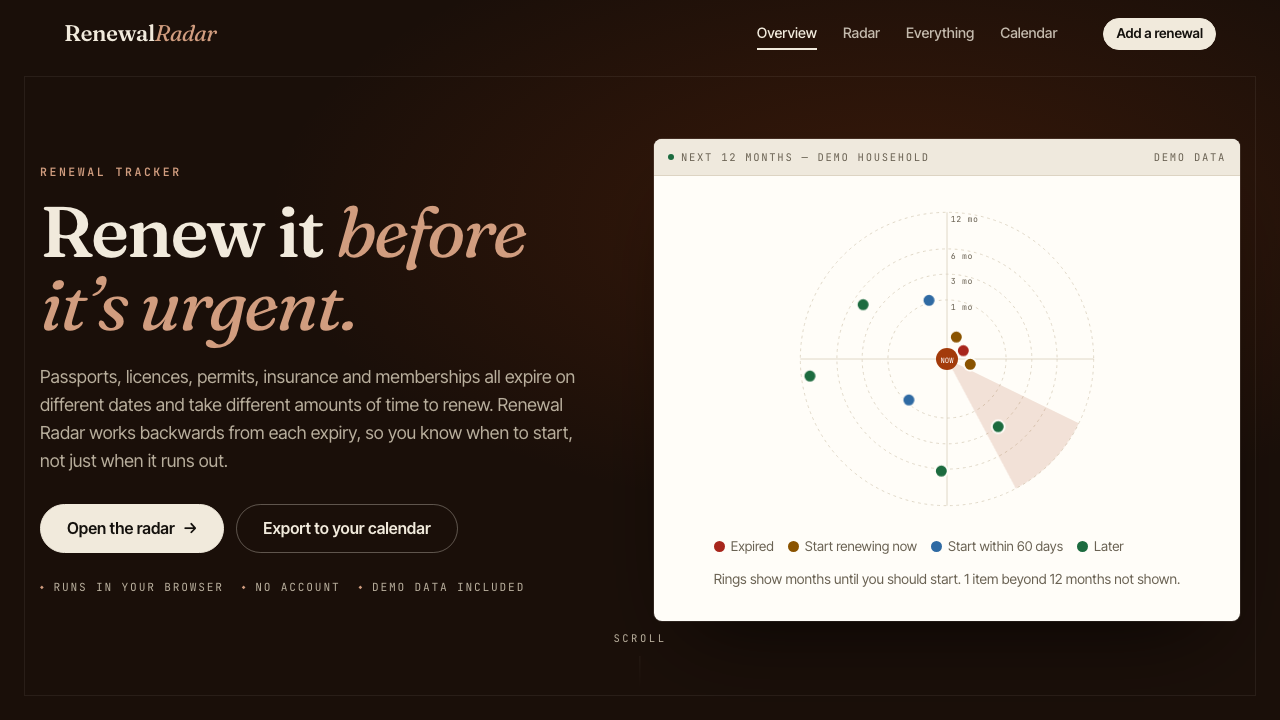 RenewalRadar
Overview Radar Everything Calendar Add a renewal
RENEWAL TRACKER
Renew it before
it’s urgent.
Passports, licences, permits, insurance and memberships all expire on
different dates and take different amounts of time to renew. Renewal
Radar works backwards from each expiry, so you know when to start,
not just when it runs out.
Open the radar →
Export to your calendar
RUNS IN YOUR BROWSER NO ACCOUNT DEMO DATA INCLUDED
NEXT 12 MONTHS — DEMO HOUSEHOLD DEMO DATA
12 mo
6 mo
3 mo
1 mo
NOW
Expired Start renewing now Start within 60 days Later
Rings show months until you should start. 1 item beyond 12 months not shown.
SCROLL